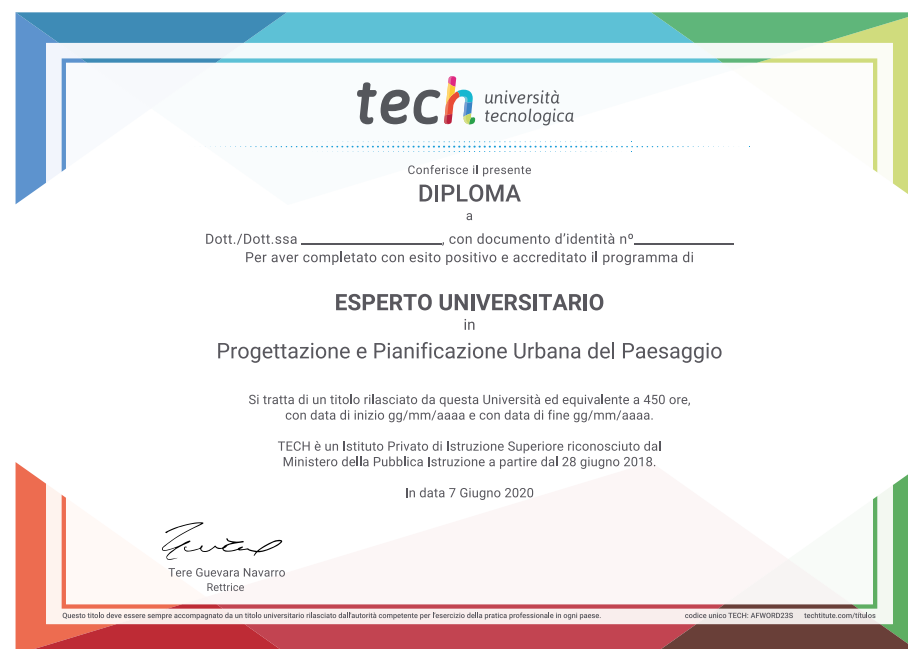 tech università
tecnologica
Conferisce il presente
DIPLOMA
a
Dott./Dott.ssa ____________________, con documento d'identità nº______________
Per aver completato con esito positivo e accreditato il programma di
ESPERTO UNIVERSITARIO
in
Progettazione e Pianificazione Urbana del Paesaggio
Si tratta di un titolo rilasciato da questa Università ed equivalente a 450 ore,
con data di inizio gg/mm/aaaa e con data di fine gg/mm/aaaa.
TECH è un Istituto Privato di Istruzione Superiore riconosciuto dal
Ministero della Pubblica Istruzione a partire dal 28 giugno 2018.
In data 7 Giugno 2020
Tere Guevara Navarro
Rettrice
Questo titolo deve essere sempre accompagnato da un titolo universitario rilasciato dall'autorità competente per l'esercizio della pratica professionale in ogni paese. codice unico TECH: AFWORD23S techtitute.com/titulos